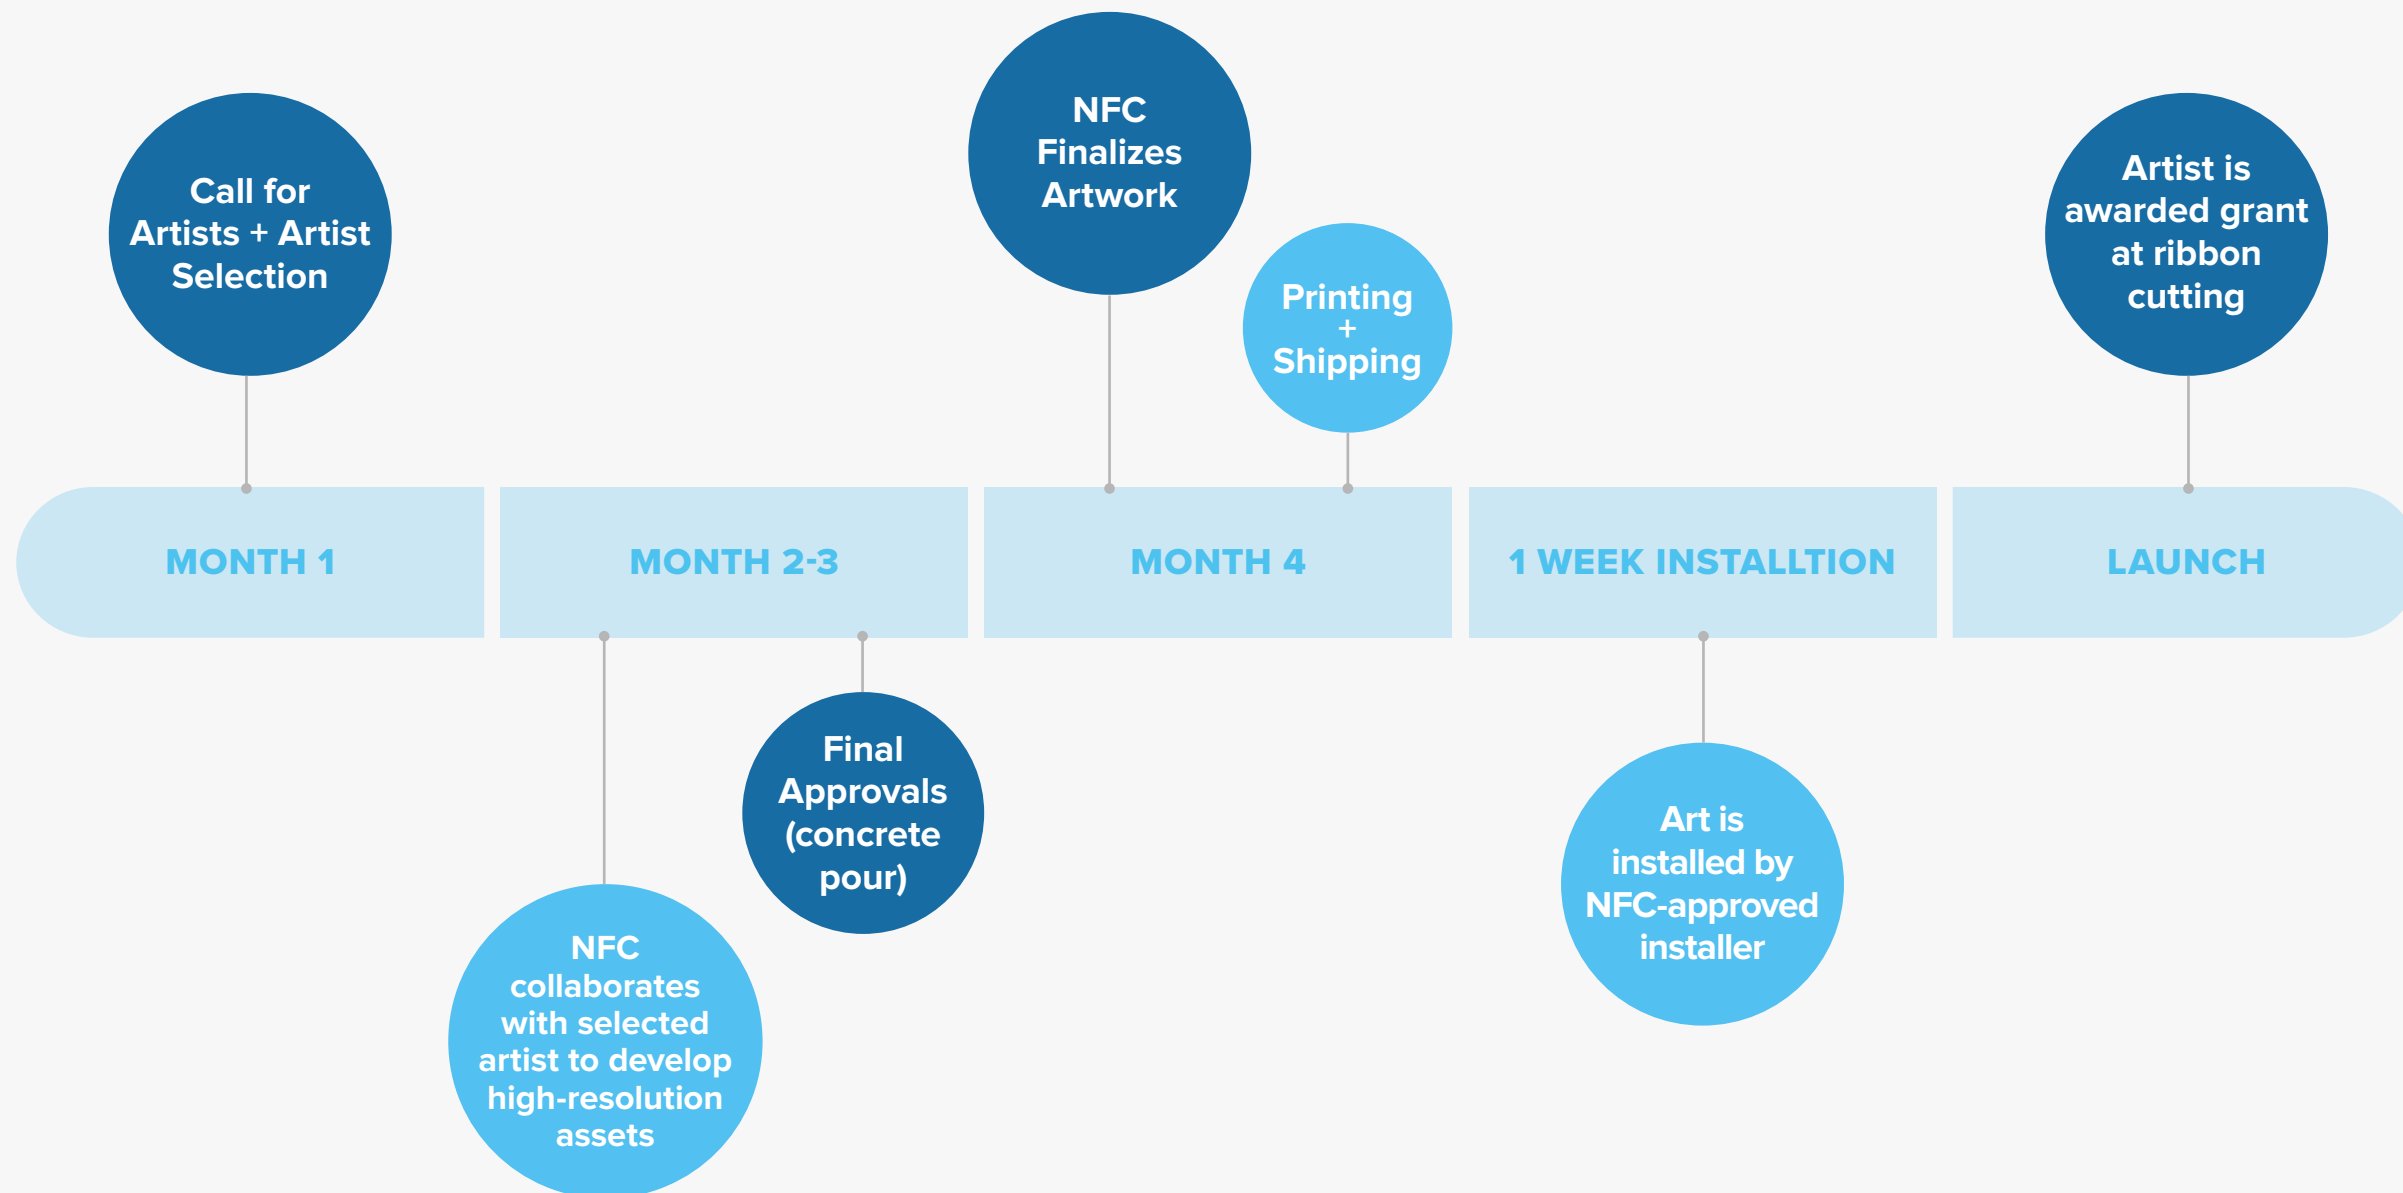 Call for
Artists + Artist
Selection
NFC
Finalizes
Artwork
Printing
+
Shipping
Artist is
awarded grant
at ribbon
cutting
MONTH 1
MONTH 2-3
MONTH 4
1 WEEK INSTALLTION
LAUNCH
NFC
collaborates
with selected
artist to develop
high-resolution
assets
Final
Approvals
(concrete
pour)
Art is
installed by
NFC-approved
installer